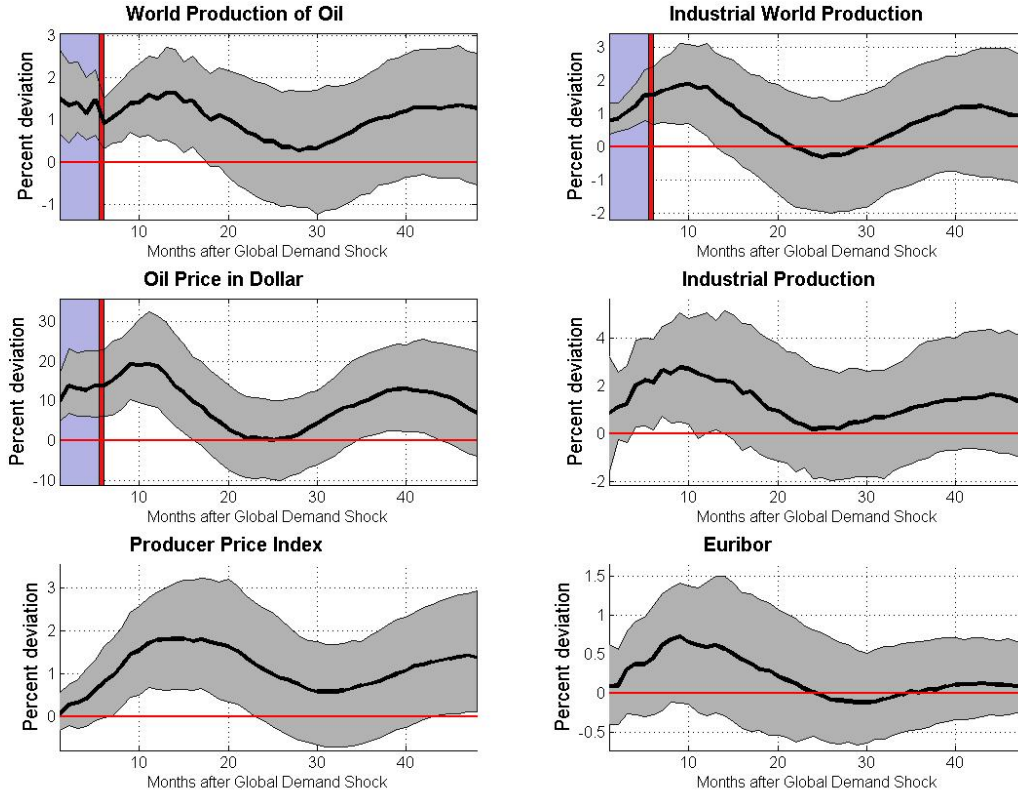 World Production of Oil
Percent deviation
3
2
1
0
-1
10 20 30 40
Months after Global Demand Shock
Industrial World Production
Percent deviation
3
2
1
0
-1
-2
10 20 30 40
Months after Global Demand Shock
Oil Price in Dollar
Percent deviation
30
20
10
0
-10
10 20 30 40
Months after Global Demand Shock
Industrial Production
Percent deviation
4
2
0
-2
10 20 30 40
Months after Global Demand Shock
Producer Price Index
Percent deviation
3
2
1
0
10 20 30 40
Months after Global Demand Shock
Euribor
Percent deviation
1.5
1
0.5
0
-0.5
10 20 30 40
Months after Global Demand Shock